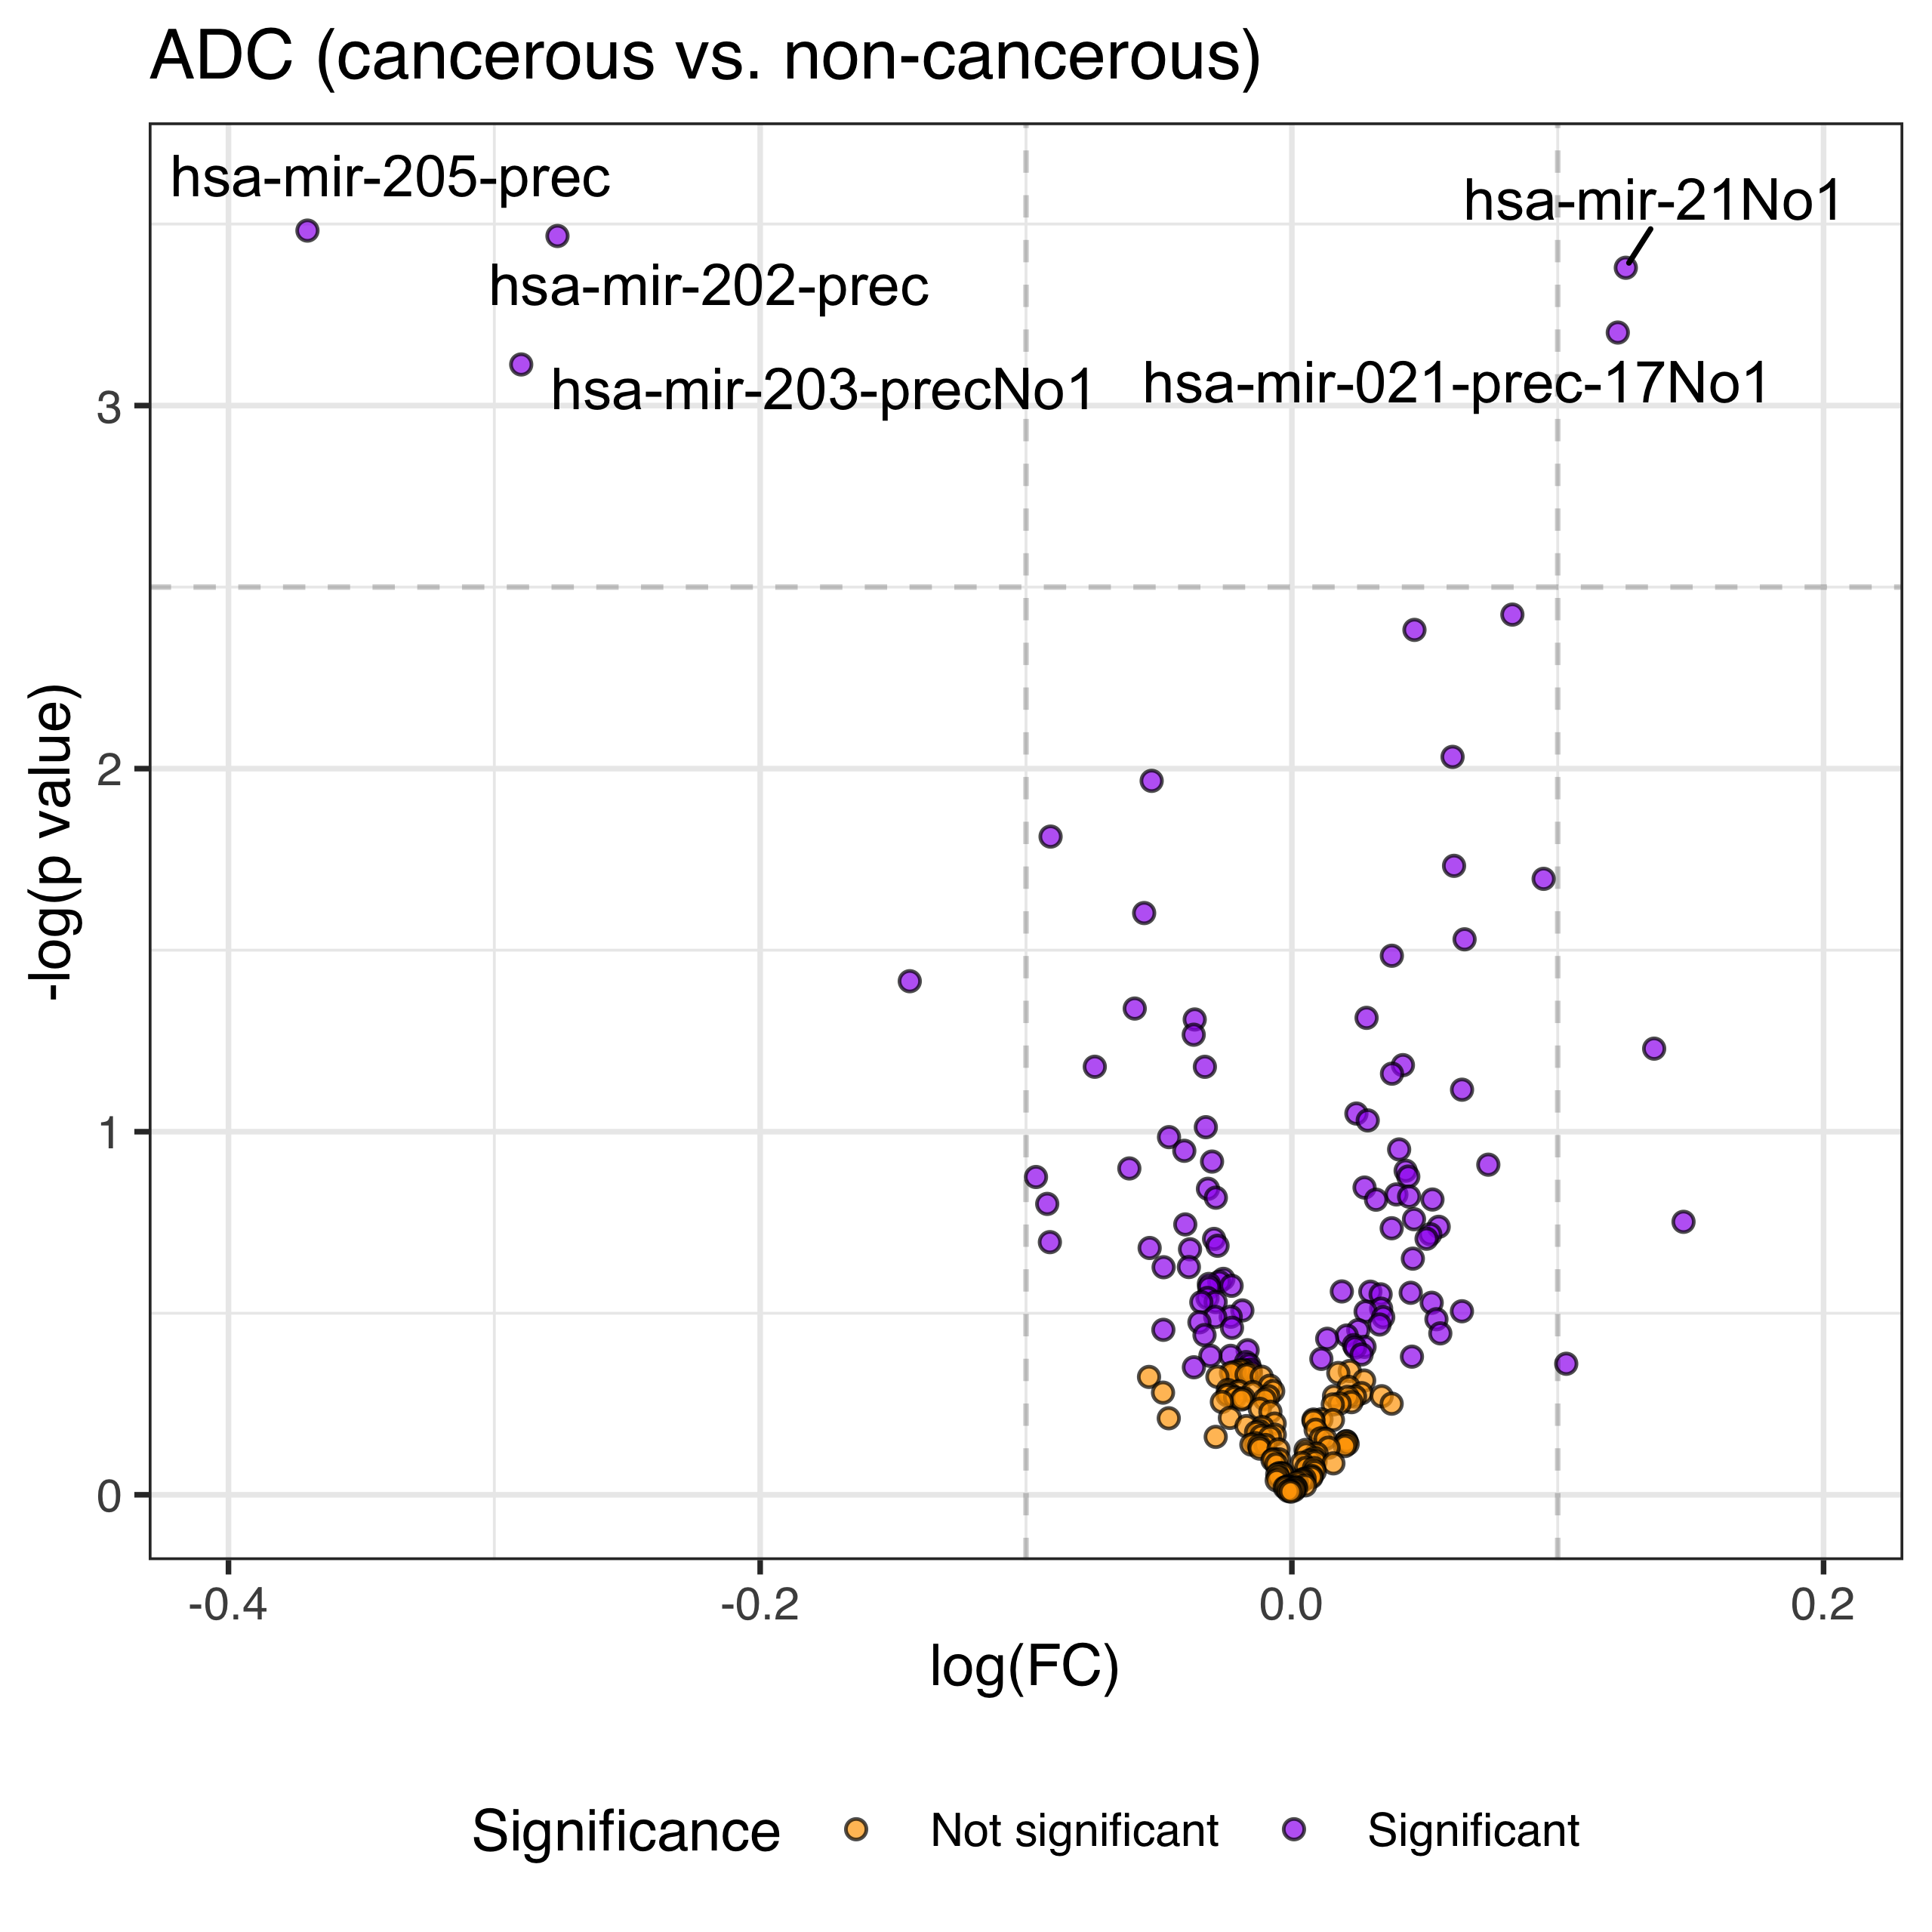 ADC (cancerous vs. non-cancerous)
hsa-mir-205-prec
hsa-mir-21No1
hsa-mir-202-prec
hsa-mir-203-precNo1
hsa-mir-021-prec-17No1
3
2
1
0
-log(p value)
-0.4
-0.2
0.0
0.2
log(FC)
Significance
Not significant
Significant